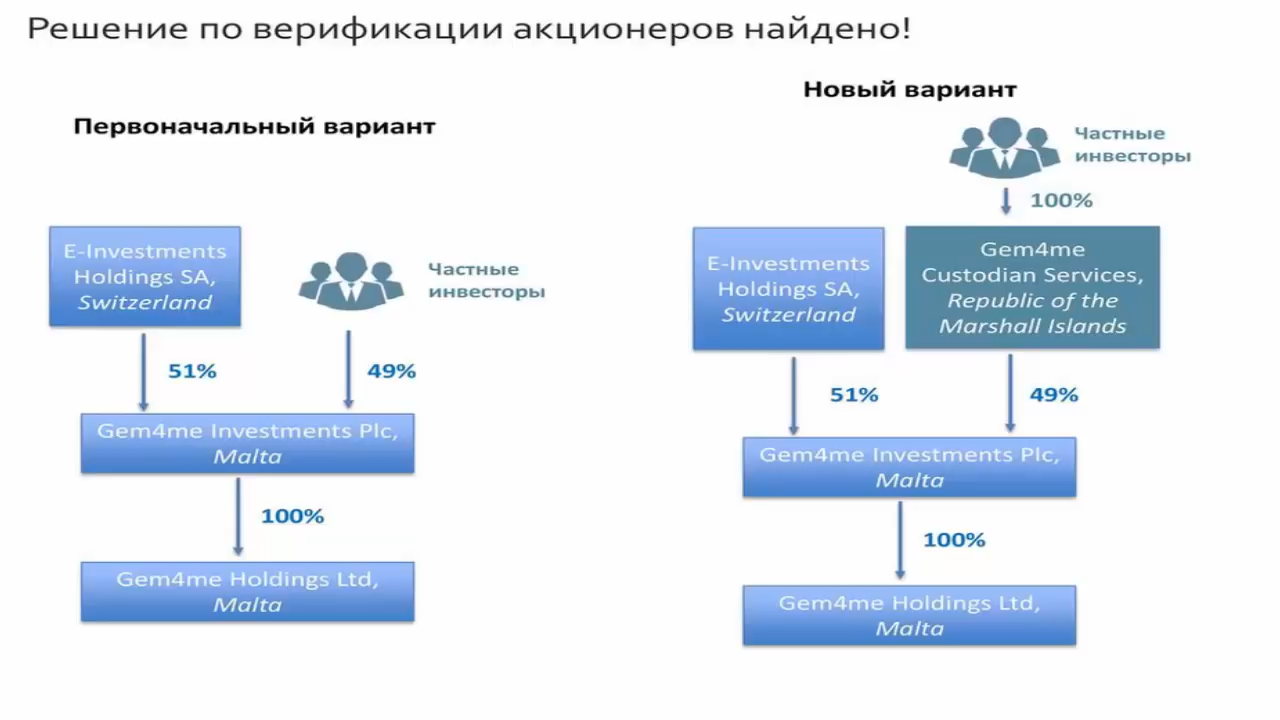 Решение по верификации акционеров найдено!
Первоначальный вариант
E-Investments
Holdings SA,
Switzerland
Частные
инвесторы
51%
49%
Gem4me Investments Plc,
Malta
100%
Gem4me Holdings Ltd,
Malta
Новый вариант
Частные
инвесторы
100%
E-Investments
Holdings SA,
Switzerland
Gem4me
Custodian Services,
Republic of the
Marshall Islands
51%
49%
Gem4me Investments Plc,
Malta
100%
Gem4me Holdings Ltd,
Malta